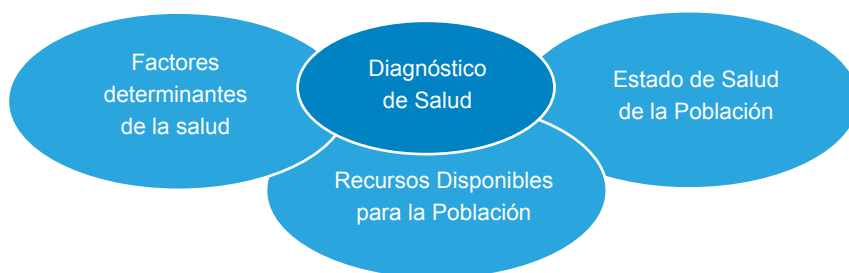 Factores
determinantes
de la salud
Diagnóstico
de Salud
Estado de Salud
de la Población
Recursos Disponibles
para la Población